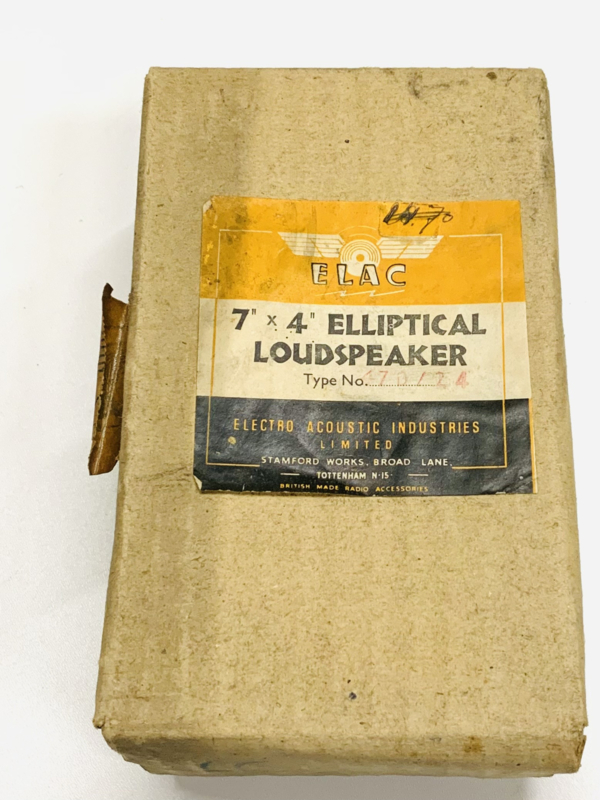 ELAC
7" x 4" ELLIPTICAL
LOUDSPEAKER
Type No.
ELECTRO ACOUSTIC INDUSTRIES
LIMITED
STAMFORD WORKS, BROAD LANE,
TOTTENHAM N·15
BRITISH MADE RADIO ACCESSORIES